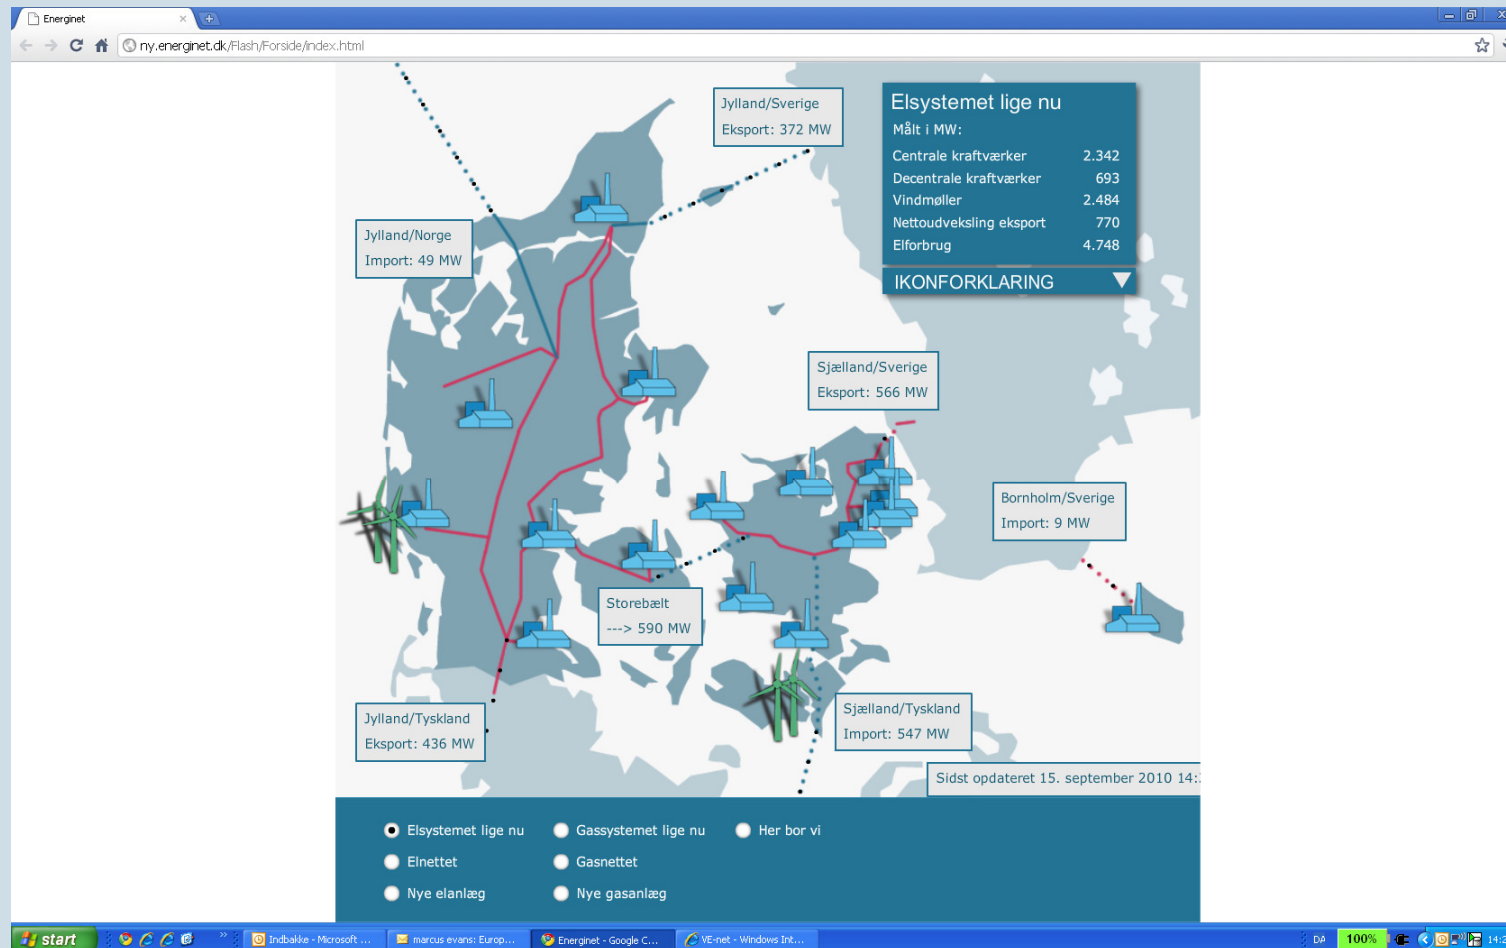 Energinet
ny.energinet.dk/Flash/Forside/index.html
Jylland/Sverige
Eksport: 372 MW
Elsystemet lige nu
Målt i MW:
Centrale kraftværker 2.342
Decentrale kraftværker 693
Vindmøller 2.484
Nettoudveksling eksport 770
Elforbrug 4.748
IKONFORKLARING
Jylland/Norge
Import: 49 MW
Sjælland/Sverige
Eksport: 566 MW
Bornholm/Sverige
Import: 9 MW
Storebælt
---> 590 MW
Jylland/Tyskland
Eksport: 436 MW
Sjælland/Tyskland
Import: 547 MW
Sidst opdateret 15. september 2010 14:
Elsystemet lige nu Gassystemet lige nu Her bor vi
Elnettet Gasnettet
Nye elanlæg Nye gasanlæg
start Indbakke - Microsoft ... marcus evans: Europ... Energinet - Google C... VE-net - Windows Int... DA 100% 14:2